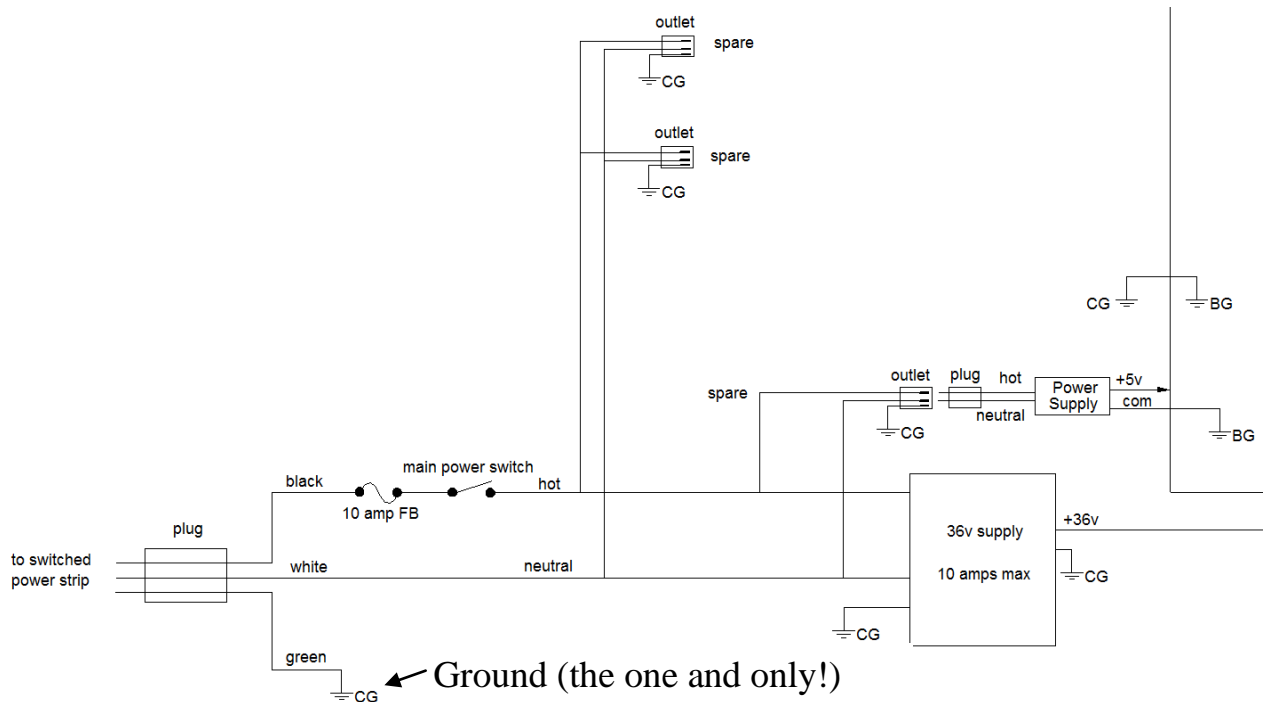 outlet
spare
CG
outlet
spare
CG
CG
BG
spare
outlet
plug
hot
neutral
CG
Power
Supply
+5v
com
BG
black
10 amp FB
main power switch
hot
plug
to switched
power strip
white
neutral
36v supply
10 amps max
+36v
CG
CG
green
CG
Ground (the one and only!)